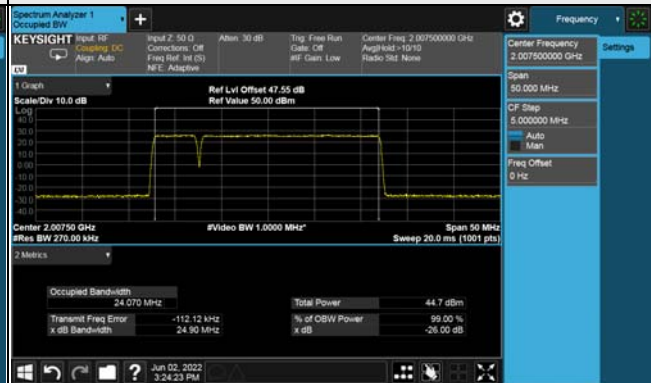 Spectrum Analyzer 1
Occupied BW
Frequency
KEYSIGHT
Input: RF
Coupling: DC
Align: Auto
Input Z: 50 Ω
Corrections: Off
Freq Ref: Int (S)
NFE: Adaptive
Atten: 30 dB
Trig: Free Run
Gate: Off
#IF Gain: Low
Center Freq: 2.007500000 GHz
Avg|Hold:>10/10
Radio Std: None
Center Frequency
2.007500000 GHz
Settings
Span
50.000 MHz
CF Step
5.000000 MHz
Auto
Man
Freq Offset
0 Hz
1 Graph
Scale/Div 10.0 dB
Ref Lvl Offset 47.55 dB
Ref Value 50.00 dBm
Log
40.0
30.0
20.0
10.0
0.00
-10.0
-20.0
-30.0
-40.0
Center 2.00750 GHz
#Res BW 270.00 kHz
#Video BW 1.0000 MHz*
Span 50 MHz
Sweep 20.0 ms (1001 pts)
2 Metrics
Occupied Bandwidth
24.070 MHz
Total Power 44.7 dBm
Transmit Freq Error -112.12 kHz
% of OBW Power 99.00 %
x dB Bandwidth 24.90 MHz
x dB -26.00 dB
Jun 02, 2022
3:24:23 PM